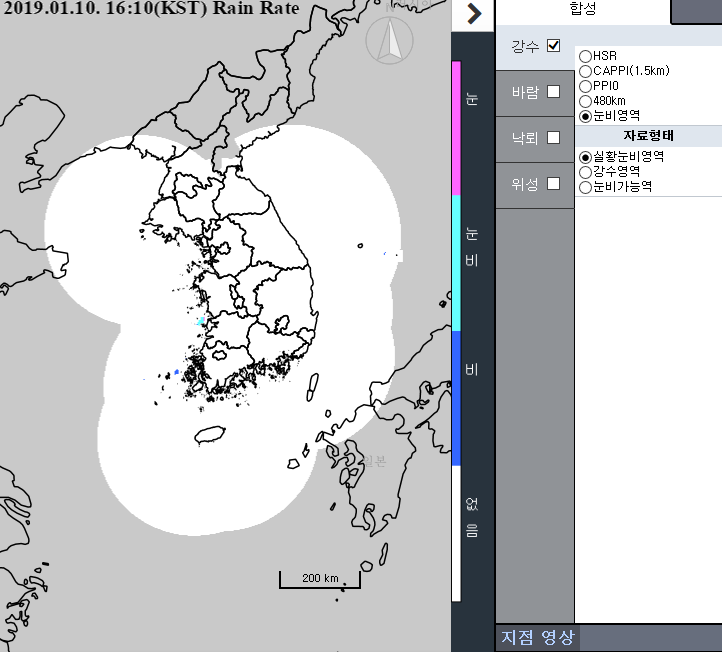 2019.01.10. 16:10(KST) Rain Rate
합성
강수
HSR
CAPPI(1.5km)
PPI0
480km
눈비영역
바람
자료형태
낙뢰
실황눈비영역
강수영역
눈비가능역
위성
눈
눈
비
비
없
음
일본
200 km
지점 영상